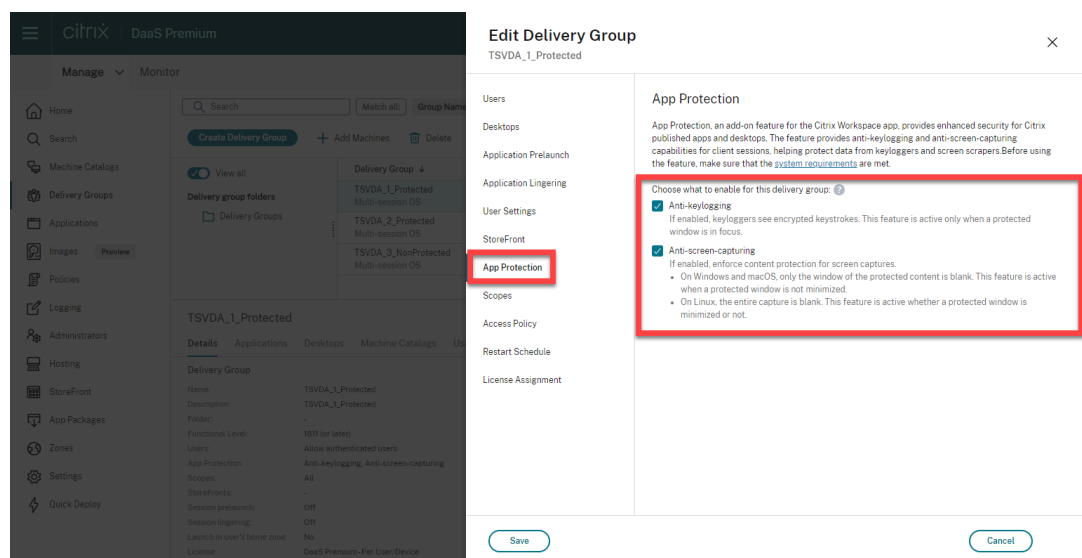 citrix | DaaS Premium
Manage
Monitor
Home
Search
Machine Catalogs
Delivery Groups
Applications
Images Preview
Policies
Logging
Administrators
Hosting
StoreFront
App Packages
Zones
Settings
Quick Deploy
Search
Match all:
Group Name
Create Delivery Group
Add Machines
Delete
View all
Delivery group folders
Delivery Groups
Delivery Group ↓
TSVDA_1_Protected
Multi-session OS
TSVDA_2_Protected
Multi-session OS
TSVDA_3_NonProtected
Multi-session OS
TSVDA_1_Protected
Details Applications Desktops Machine Catalogs Us
Delivery Group
Name: TSVDA_1_Protected
Description: TSVDA_1_Protected
Folder: -
Functional Level: 1811 (or later)
Users: Allow authenticated users
App Protection: Anti-keylogging, Anti-screen-capturing
Scopes: All
StoreFronts: -
Session prelaunch: Off
Session lingering: Off
Launch in user's home zone: No
License: DaaS Premium-Per User/Device
Edit Delivery Group
TSVDA_1_Protected
Users
Desktops
Application Prelaunch
Application Lingering
User Settings
StoreFront
App Protection
Scopes
Access Policy
Restart Schedule
License Assignment
App Protection
App Protection, an add-on feature for the Citrix Workspace app, provides enhanced security for Citrix
published apps and desktops. The feature provides anti-keylogging and anti-screen-capturing
capabilities for client sessions, helping protect data from keyloggers and screen scrapers.Before using
the feature, make sure that the system requirements are met.
Choose what to enable for this delivery group: ?
Anti-keylogging
If enabled, keyloggers see encrypted keystrokes. This feature is active only when a protected
window is in focus.
Anti-screen-capturing
If enabled, enforce content protection for screen captures.
• On Windows and macOS, only the window of the protected content is blank. This feature is active
when a protected window is not minimized.
• On Linux, the entire capture is blank. This feature is active whether a protected window is
minimized or not.
Save
Cancel